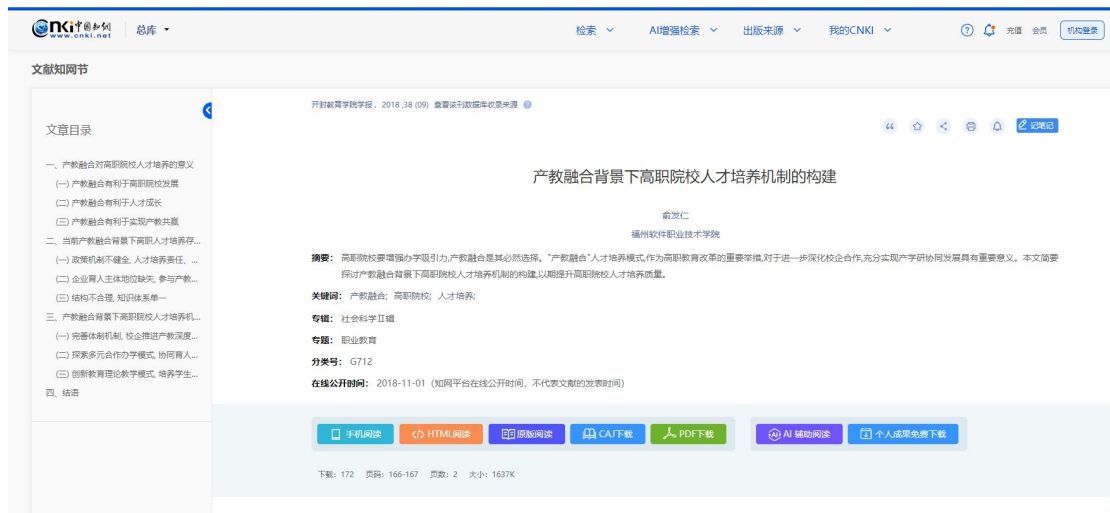 Cnki中国知网
www.cnki.net
总库
检索
AI增强检索
出版来源
我的CNKI
充值 会员
机构登录
文献知网节
文章目录
一、产教融合对高职院校人才培养的意义
(一) 产教融合有利于高职院校发展
(二) 产教融合有利于人才成长
(三) 产教融合有利于实现产教共赢
二、当前产教融合背景下高职人才培养存...
(一) 政策机制不健全, 人才培养责任、...
(二) 企业育人主体地位缺失, 参与产教...
(三) 结构不合理, 知识体系单一
三、产教融合背景下高职院校人才培养机...
(一) 完善体制机制, 校企推进产教深度...
(二) 探索多元合作办学模式, 协同育人...
(三) 创新教育理论教学模式, 培养学生...
四、结语
开封教育学院学报 . 2018 ,38 (09) 查看该刊数据库收录来源
记笔记
产教融合背景下高职院校人才培养机制的构建
俞发仁
福州软件职业技术学院
摘要: 高职院校要增强办学吸引力,产教融合是其必然选择。"产教融合"人才培养模式,作为高职教育改革的重要举措,对于进一步深化校企合作,充分实现产学研协同发展具有重要意义。本文简要
探讨产教融合背景下高职院校人才培养机制的构建,以期提升高职院校人才培养质量。
关键词: 产教融合; 高职院校; 人才培养;
专辑: 社会科学Ⅱ辑
专题: 职业教育
分类号: G712
在线公开时间: 2018-11-01 (知网平台在线公开时间, 不代表文献的发表时间)
手机阅读
HTML阅读
原版阅读
CAJ下载
PDF下载
AI 辅助阅读
个人成果免费下载
下载: 172 页码: 166-167 页数: 2 大小: 1637K